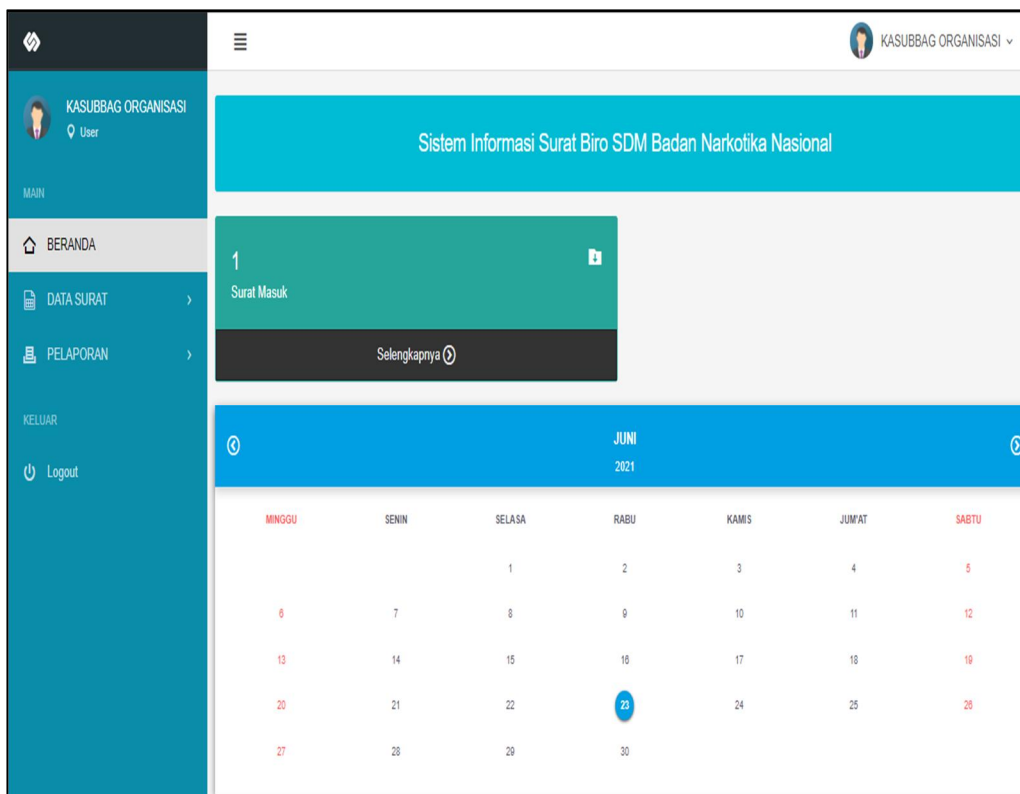 KASUBBAG ORGANISASI
KASUBBAG ORGANISASI
User
MAIN
BERANDA
DATA SURAT
PELAPORAN
KELUAR
Logout
Sistem Informasi Surat Biro SDM Badan Narkotika Nasional
1
Surat Masuk
Selengkapnya
JUNI
2021
MINGGU SENIN SELASA RABU KAMIS JUM'AT SABTU
1 2 3 4 5
6 7 8 9 10 11 12
13 14 15 16 17 18 19
20 21 22 23 24 25 26
27 28 29 30